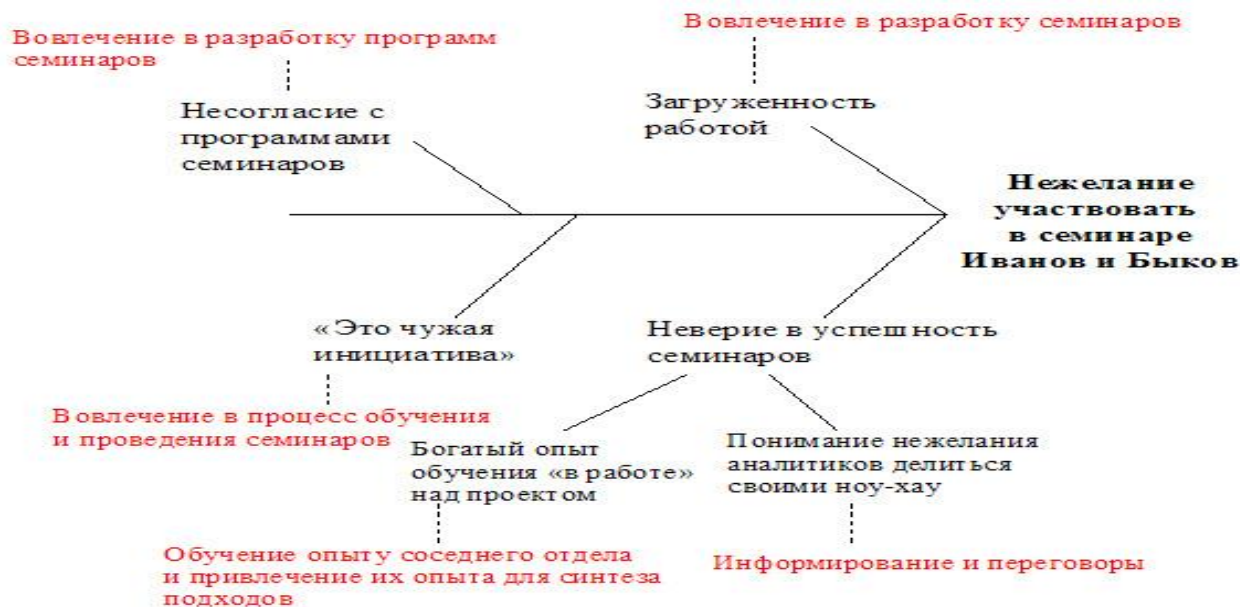 Вовлечение в разработку программ
семинаров
Вовлечение в разработку семинаров
Несогласие с
программами
семинаров
Загруженность
работой
Нежелание
участвовать
в семинаре
Иванов и Быков
«Это чужая
инициатива»
Неверие в успешность
семинаров
Вовлечение в процесс обучения
и проведения семинаров
Богатый опыт
обучения «в работе»
над проектом
Понимание нежелания
аналитиков делиться
своими ноу-хау
Обучение опыту соседнего отдела
и привлечение их опыта для синтеза
подходов
Информирование и переговоры